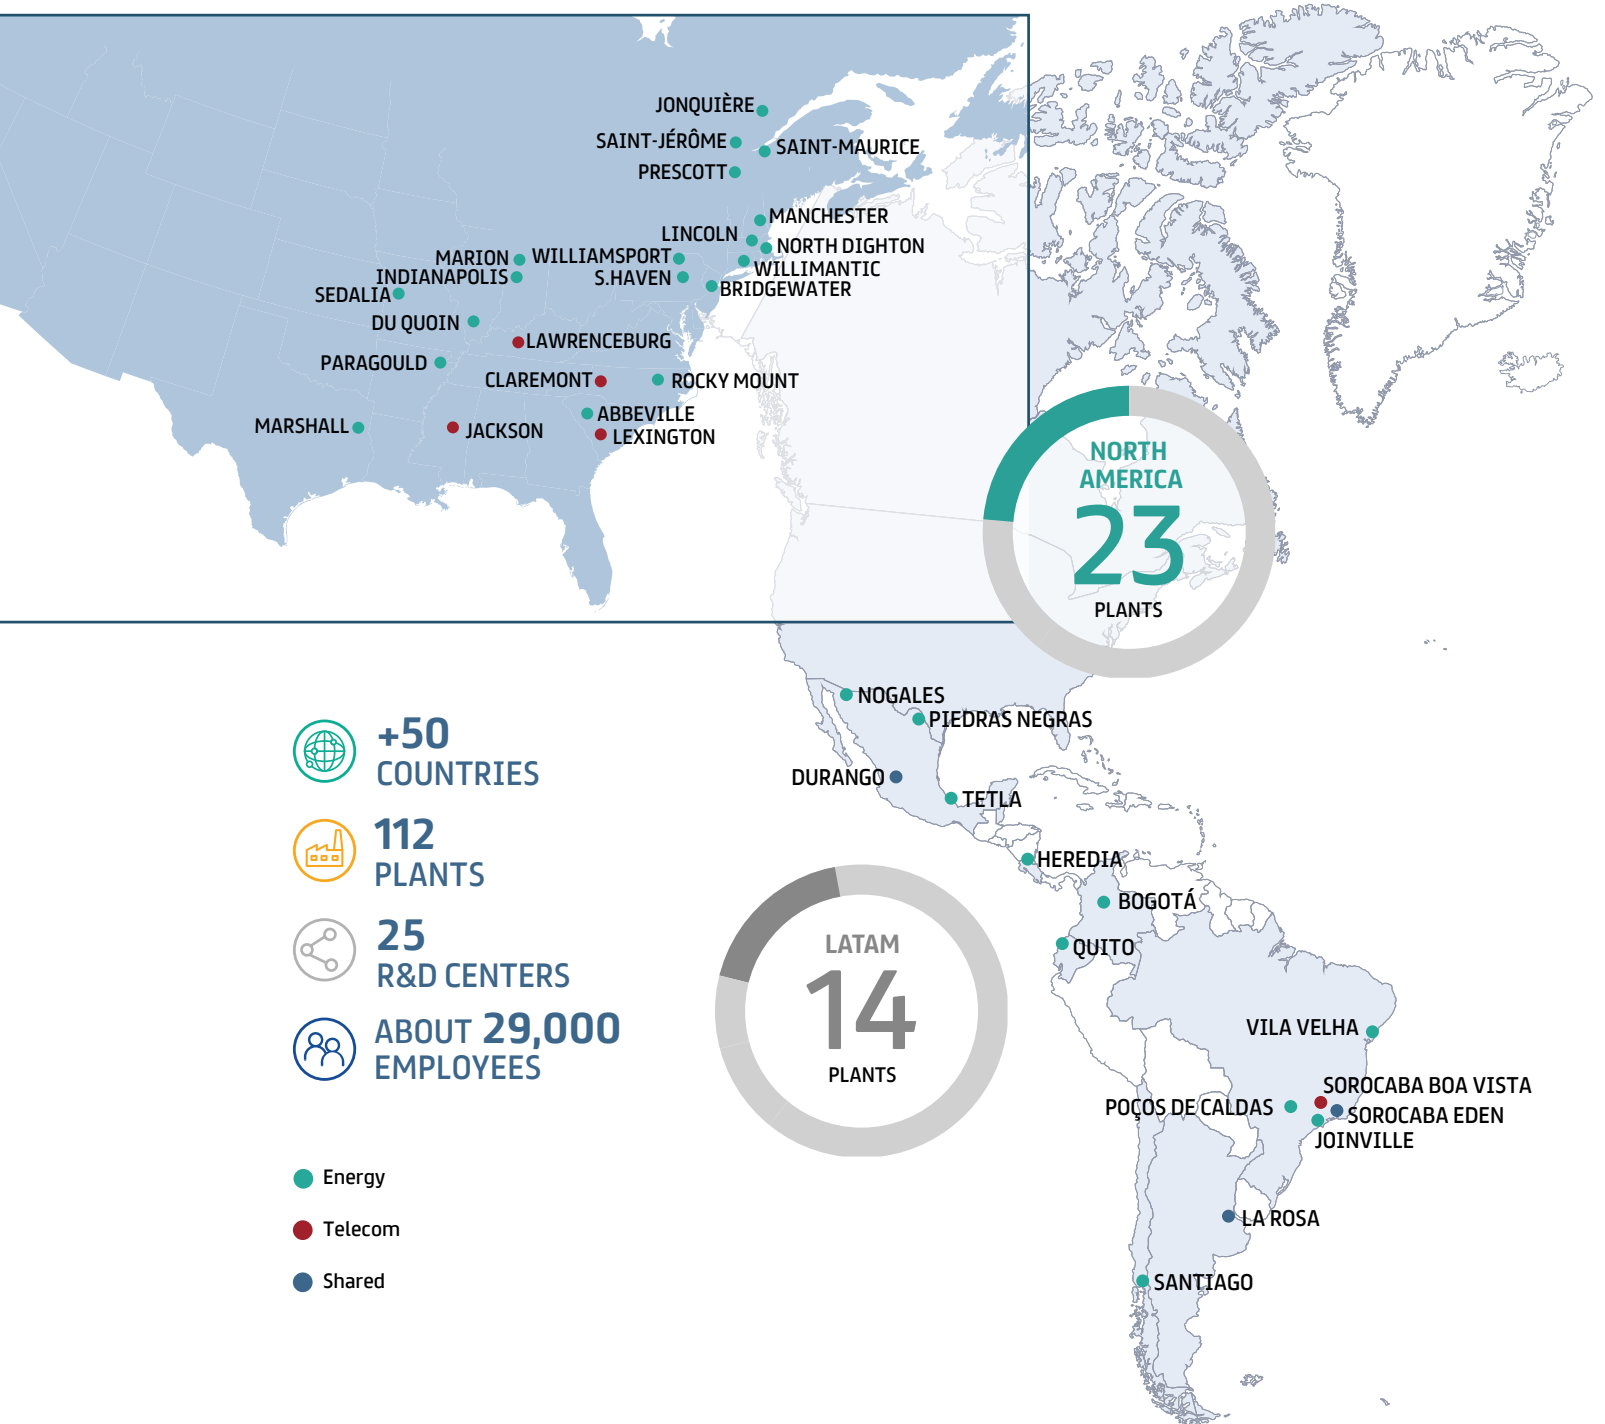 JONQUIÈRE
SAINT-JÉRÔME
SAINT-MAURICE
PRESCOTT
MANCHESTER
LINCOLN
NORTH DIGHTON
MARION
WILLIAMSPORT
WILLIMANTIC
INDIANAPOLIS
S.HAVEN
BRIDGEWATER
SEDALIA
DU QUOIN
LAWRENCEBURG
PARAGOULD
CLAREMONT
ROCKY MOUNT
ABBEVILLE
MARSHALL
JACKSON
LEXINGTON
NORTH
AMERICA
23
PLANTS
NOGALES
PIEDRAS NEGRAS
DURANGO
TETLA
HEREDIA
BOGOTÁ
QUITO
VILA VELHA
SOROCABA BOA VISTA
POÇOS DE CALDAS
SOROCABA EDEN
JOINVILLE
LA ROSA
SANTIAGO
+50
COUNTRIES
112
PLANTS
25
R&D CENTERS
ABOUT 29,000
EMPLOYEES
LATAM
14
PLANTS
Energy
Telecom
Shared